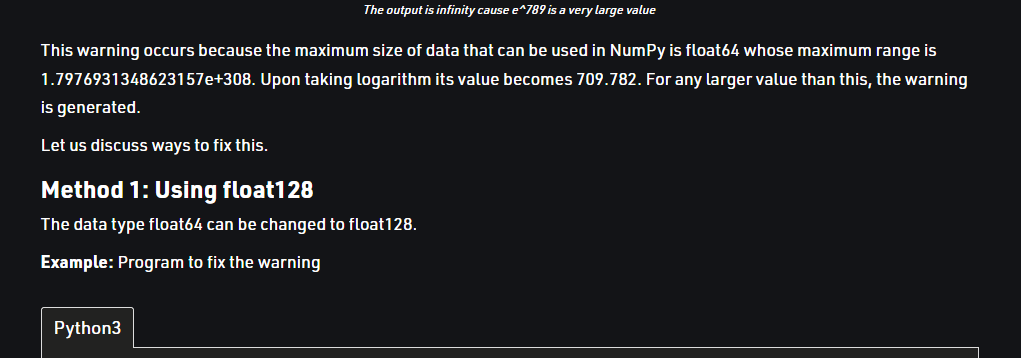 The output is infinity cause e^789 is a very large value
This warning occurs because the maximum size of data that can be used in NumPy is float64 whose maximum range is
1.7976931348623157e+308. Upon taking logarithm its value becomes 709.782. For any larger value than this, the warning
is generated.
Let us discuss ways to fix this.
Method 1: Using float128
The data type float64 can be changed to float128.
Example: Program to fix the warning
Python3